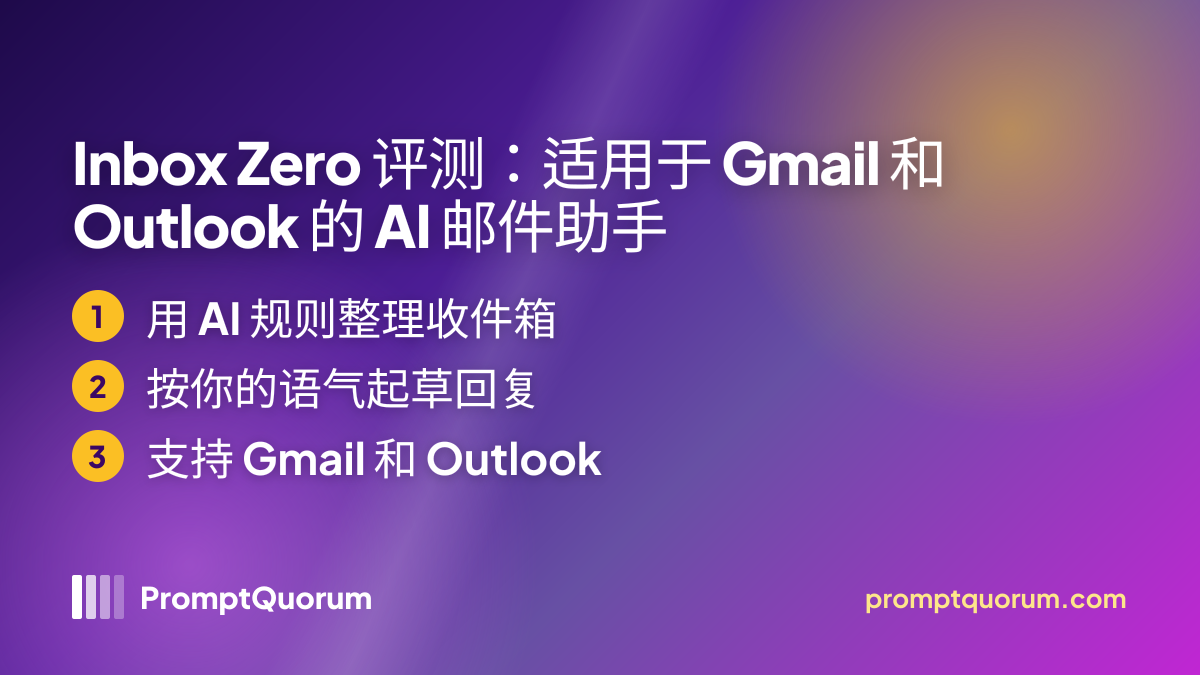 Inbox Zero 评测：适用于 Gmail 和
Outlook 的 AI 邮件助手
1 用 AI 规则整理收件箱
2 按你的语气起草回复
3 支持 Gmail 和 Outlook
PromptQuorum
promptquorum.com